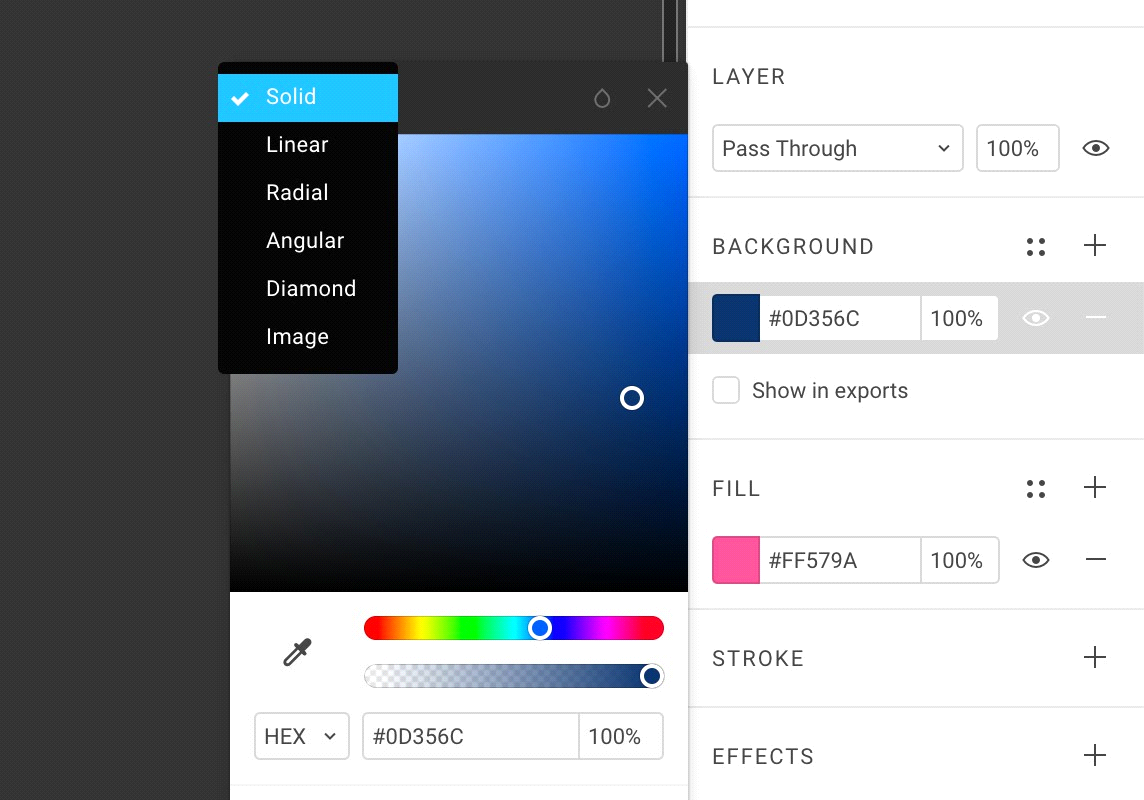 Solid
Linear
Radial
Angular
Diamond
Image
HEX #0D356C 100%
LAYER
Pass Through 100%
BACKGROUND
#0D356C 100%
Show in exports
FILL
#FF579A 100%
STROKE
EFFECTS